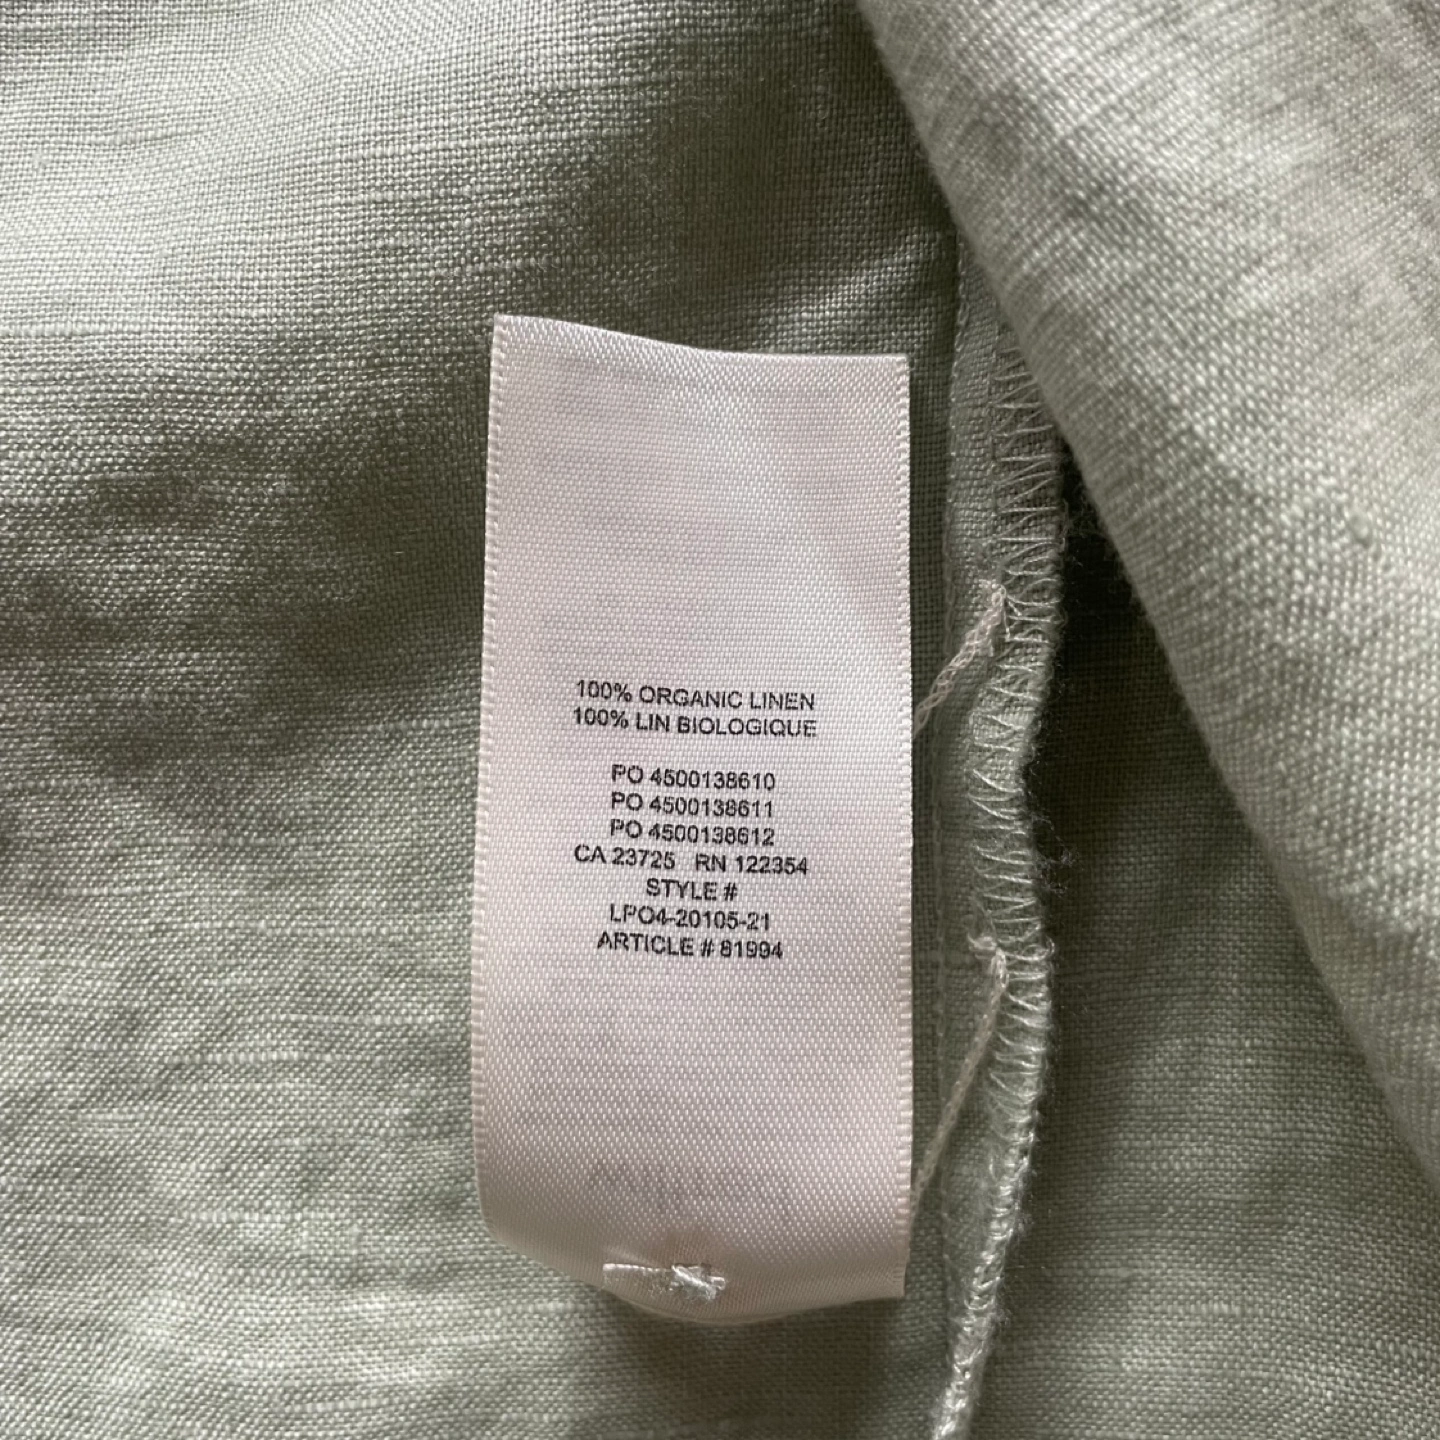 100% ORGANIC LINEN
100% LIN BIOLOGIQUE
PO 4500138610
PO 4500138611
PO 4500138612
CA 23725 RN 122354
STYLE #
LPO4-20105-21
ARTICLE # 81994